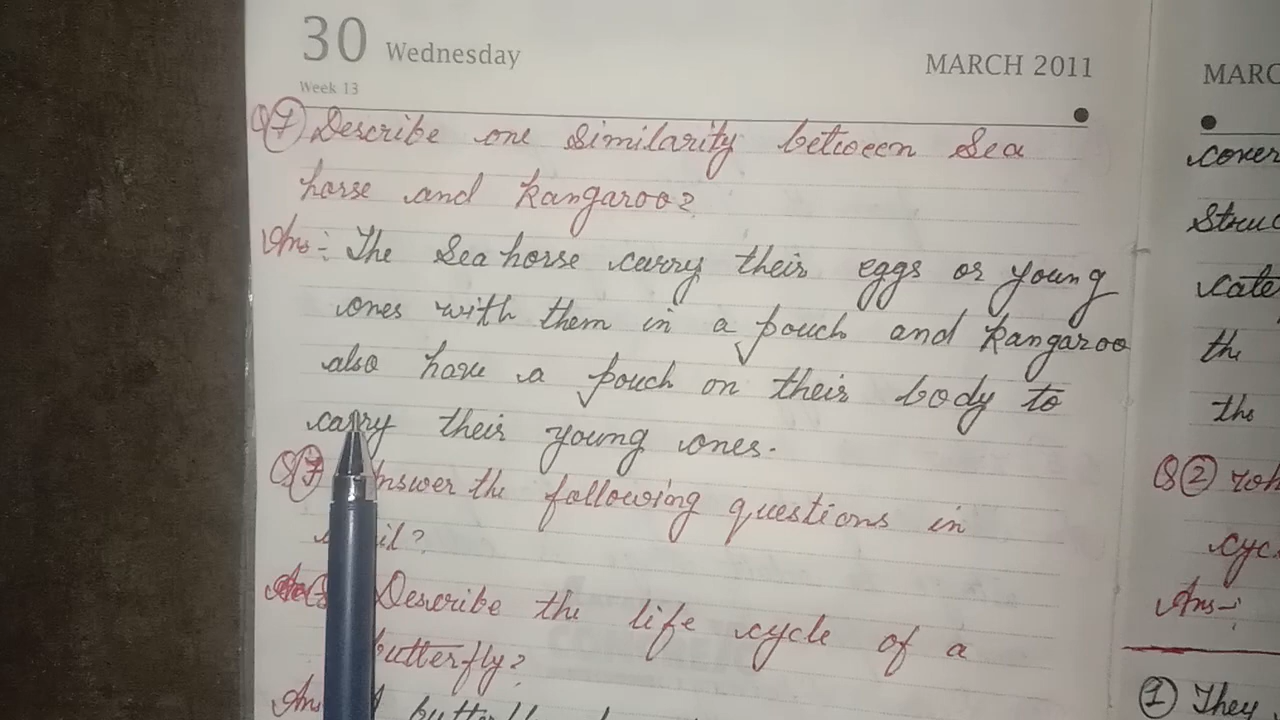 30 Wednesday
MARCH 2011
Week 13
Q7 Describe one similarity between Sea
horse and kangaroo?
Ans:- The Sea horse carry their eggs or young
ones with them in a pouch and kangaroo
also have a pouch on their body to
carry their young ones.
Q7 Answer the following questions in
Describe the life cycle of a
butterfly?
Ans
MARC
cover
Struc
cate
the
the
Q2
cyc
Ans-:
1 They